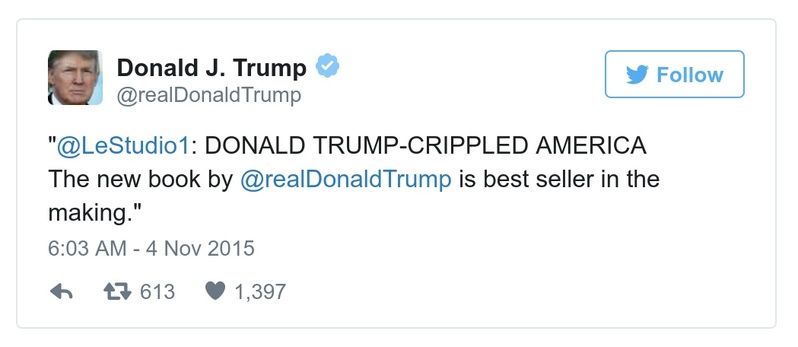 Donald J. Trump
@realDonaldTrump
Follow
"@LeStudio1: DONALD TRUMP-CRIPPLED AMERICA
The new book by @realDonaldTrump is best seller in the
making."
6:03 AM - 4 Nov 2015
613 1,397